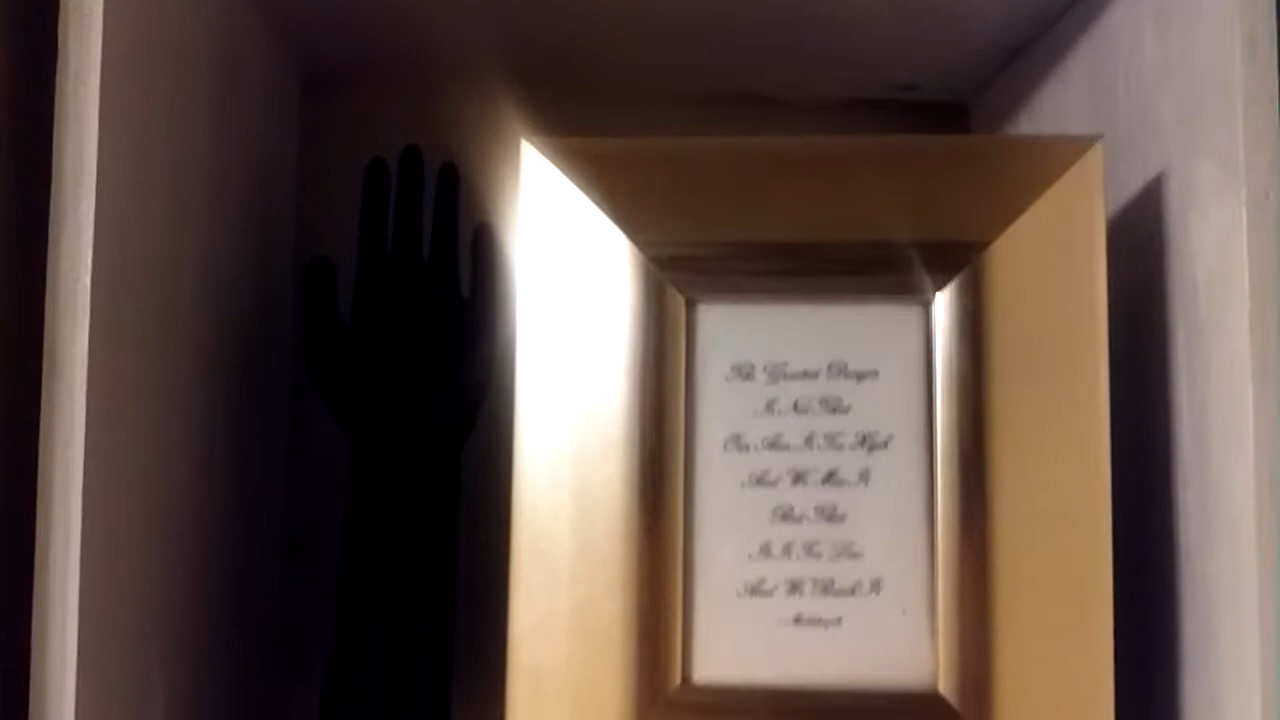 The Greatest Danger
Is Not That
Our Aim Is Too High
And We Miss It
But That
It Is Too Low
And We Reach It
~Michelangelo